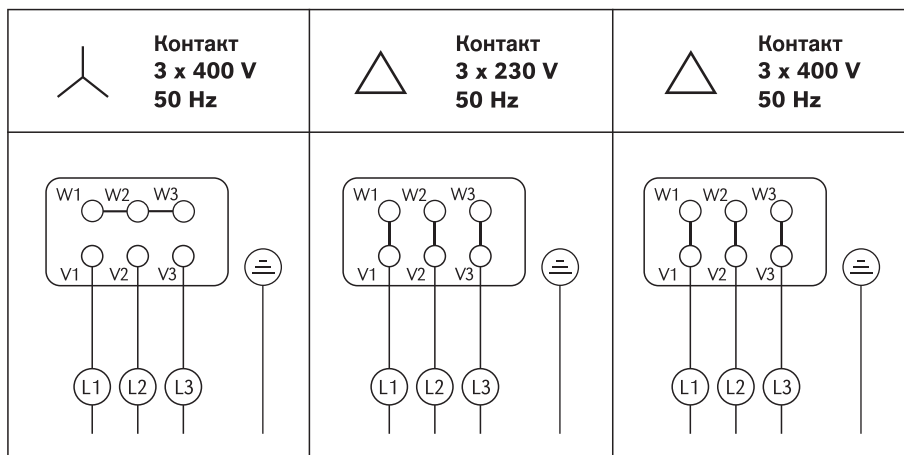 Контакт
3 x 400 V
50 Hz
Контакт
3 x 230 V
50 Hz
Контакт
3 x 400 V
50 Hz
W1 W2 W3
V1 V2 V3
L1 L2 L3
W1 W2 W3
V1 V2 V3
L1 L2 L3
W1 W2 W3
V1 V2 V3
L1 L2 L3